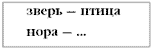 зверь – птица
нора – ...